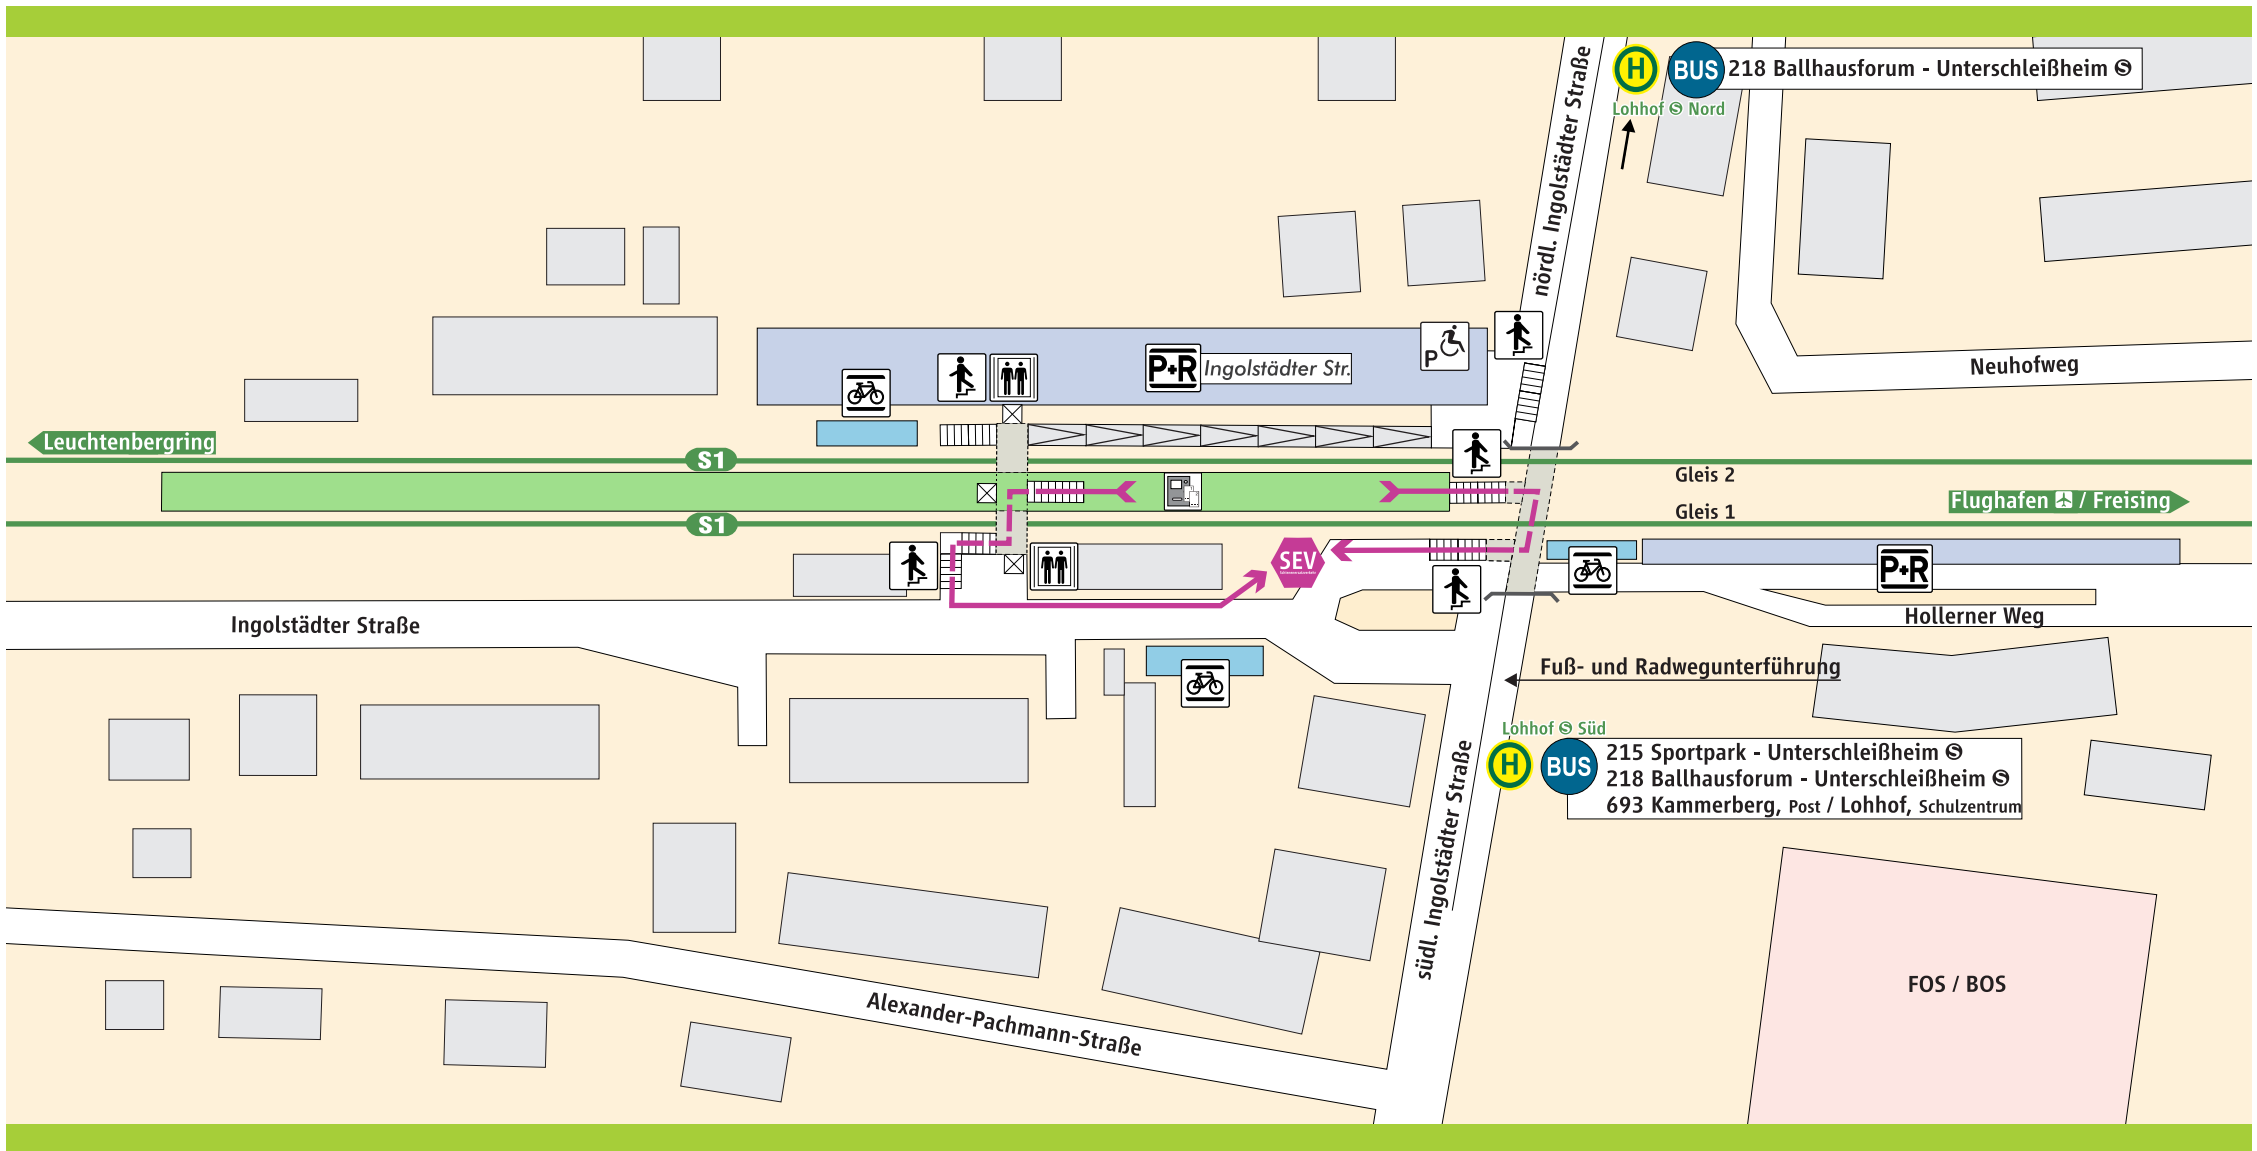 nördl. Ingolstädter Straße
H
BUS
218 Ballhausforum - Unterschleißheim S
Lohhof S Nord
P
P+R
Ingolstädter Str.
Neuhofweg
Leuchtenbergring
S1
Gleis 2
Flughafen / Freising
Gleis 1
S1
SEV
P+R
Hollerner Weg
Ingolstädter Straße
Fuß- und Radwegunterführung
Lohhof S Süd
H
BUS
215 Sportpark - Unterschleißheim S
218 Ballhausforum - Unterschleißheim S
693 Kammerberg, Post / Lohhof, Schulzentrum
südl. Ingolstädter Straße
FOS / BOS
Alexander-Pachmann-Straße